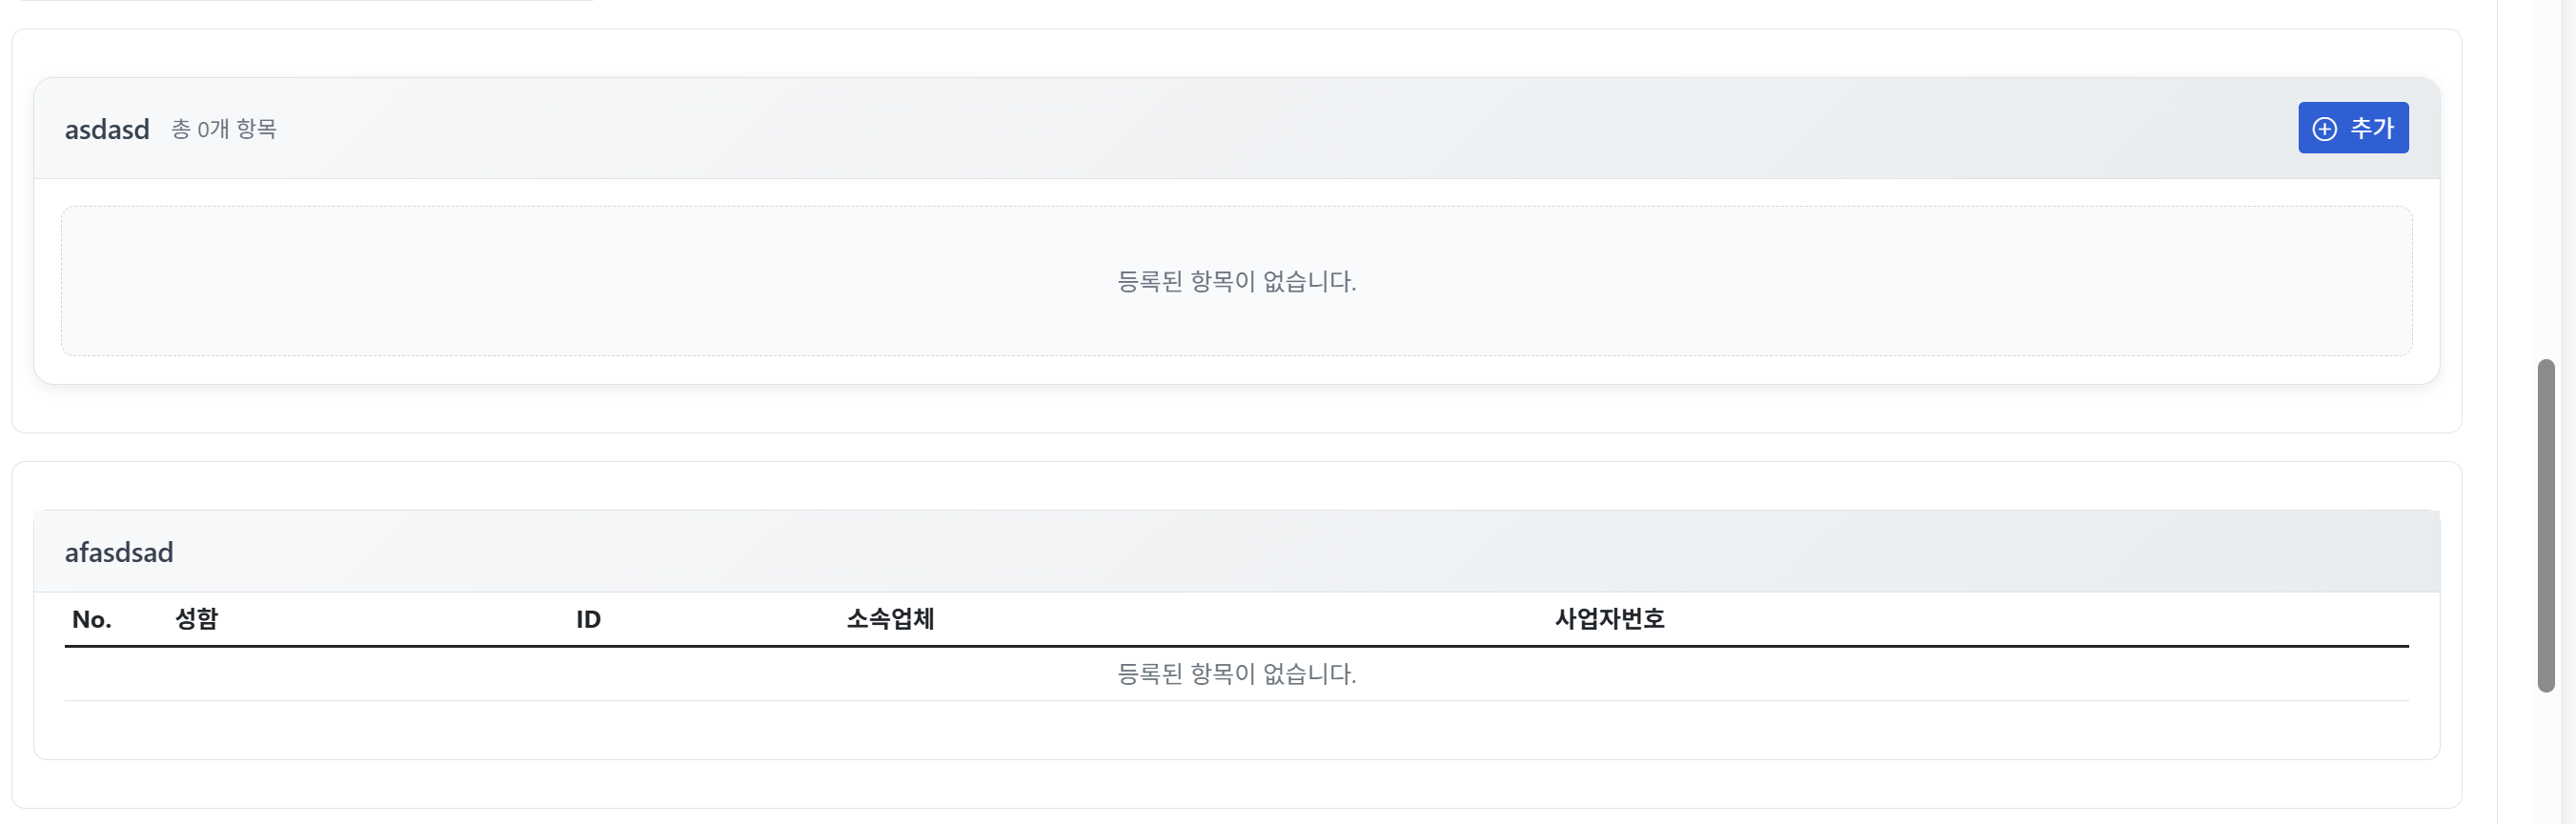 asdasd 총 0개 항목 추가
등록된 항목이 없습니다.
afasdsad
No. 성함 ID 소속업체 사업자번호
등록된 항목이 없습니다.